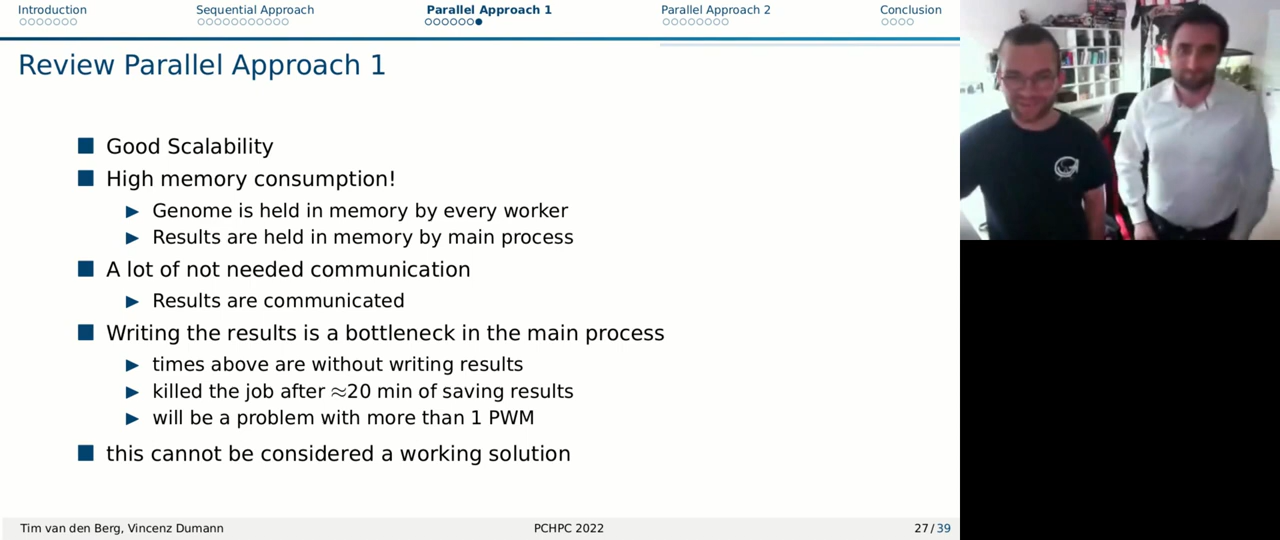 Introduction
Sequential Approach
Parallel Approach 1
Parallel Approach 2
Conclusion
Review Parallel Approach 1
Good Scalability
High memory consumption!
Genome is held in memory by every worker
Results are held in memory by main process
A lot of not needed communication
Results are communicated
Writing the results is a bottleneck in the main process
times above are without writing results
killed the job after ≈20 min of saving results
will be a problem with more than 1 PWM
this cannot be considered a working solution
Tim van den Berg, Vincenz Dumann
PCHPC 2022
27/39